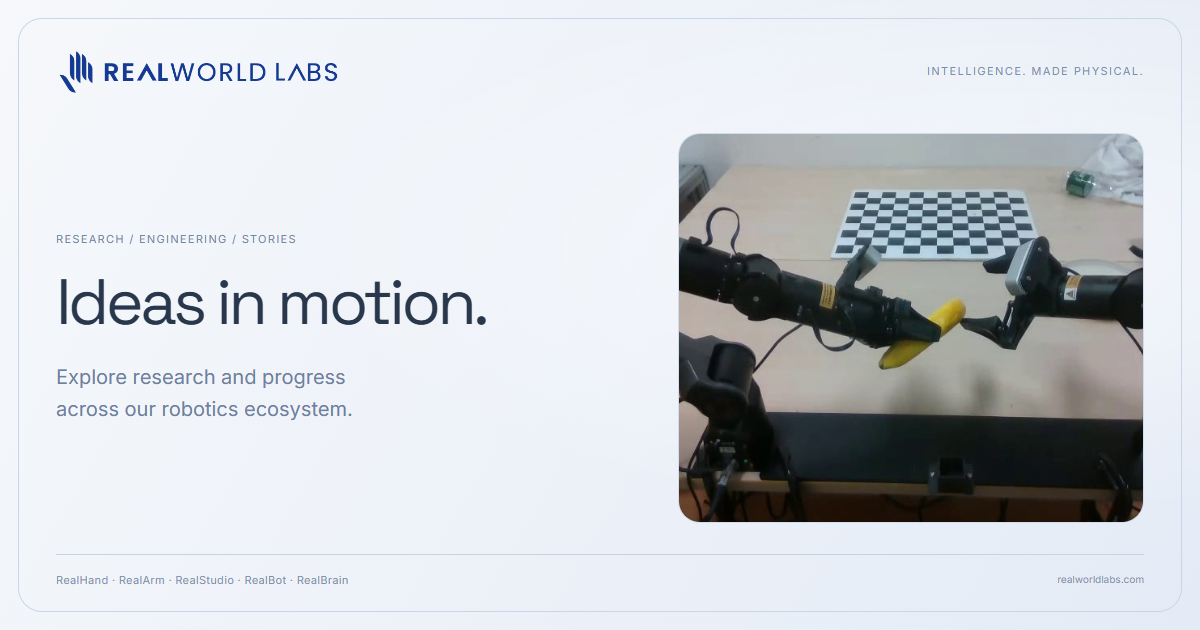 REALWORLD LABS
INTELLIGENCE. MADE PHYSICAL.
RESEARCH / ENGINEERING / STORIES
Ideas in motion.
Explore research and progress
across our robotics ecosystem.
RealHand · RealArm · RealStudio · RealBot · RealBrain
realworldlabs.com